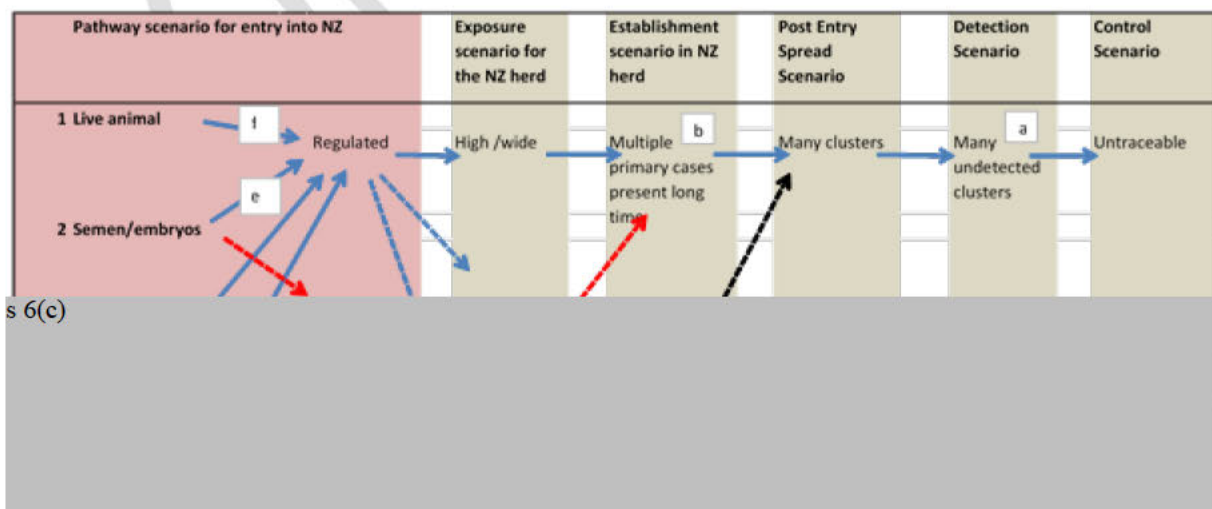 Pathway scenario for entry into NZ
Exposure
scenario for
the NZ herd
Establishment
scenario in NZ
herd
Post Entry
Spread
Scenario
Detection
Scenario
Control
Scenario
1 Live animal
f
Regulated
High /wide
Multiple
primary cases
present long
time
b
Many clusters
Many
undetected
clusters
a
Untraceable
e
2 Semen/embryos
s 6(c)